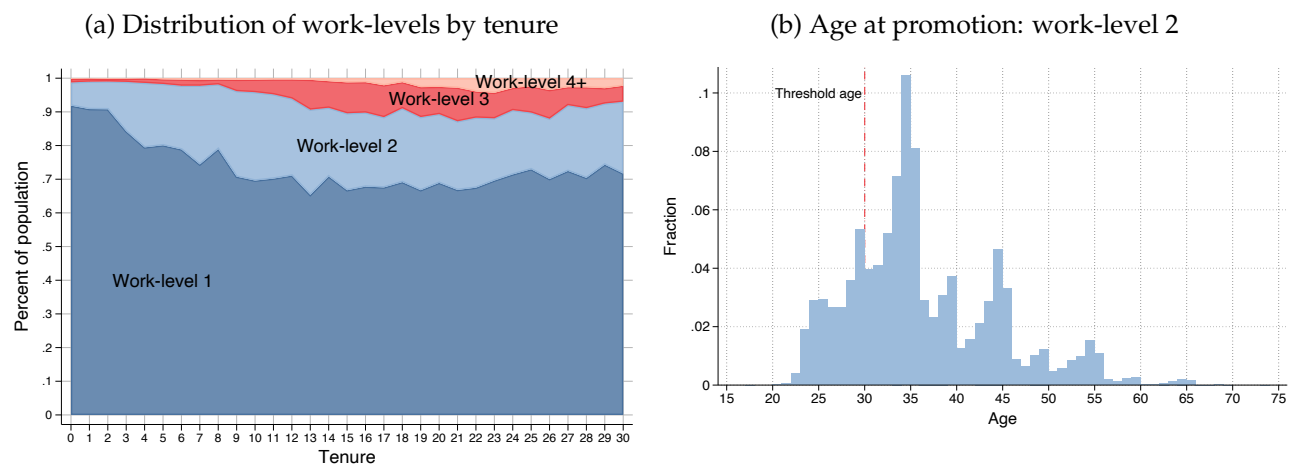 (a) Distribution of work-levels by tenure
Percent of population
1
.9
.8
.7
.6
.5
.4
.3
.2
.1
0
Work-level 4+
Work-level 3
Work-level 2
Work-level 1
0 1 2 3 4 5 6 7 8 9 10 11 12 13 14 15 16 17 18 19 20 21 22 23 24 25 26 27 28 29 30
Tenure
(b) Age at promotion: work-level 2
Fraction
.1
.08
.06
.04
.02
0
Threshold age
15 20 25 30 35 40 45 50 55 60 65 70 75
Age